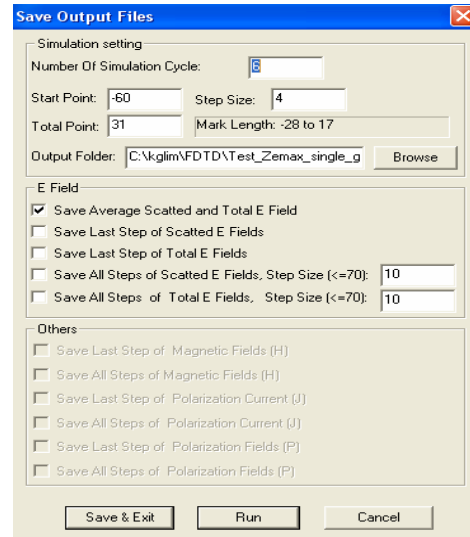 Save Output Files
Simulation setting
Number Of Simulation Cycle: 6
Start Point: -60 Step Size: 4
Total Point: 31 Mark Length: -28 to 17
Output Folder: C:\kglim\FDTD\Test_Zemax_single_g Browse
E Field
Save Average Scatted and Total E Field
Save Last Step of Scatted E Fields
Save Last Step of Total E Fields
Save All Steps of Scatted E Fields, Step Size (<=70): 10
Save All Steps of Total E Fields, Step Size (<=70): 10
Others
Save Last Step of Magnetic Fields (H)
Save All Steps of Magnetic Fields (H)
Save Last Step of Polarization Current (J)
Save All Steps of Polarization Current (J)
Save Last Step of Polarization Fields (P)
Save All Steps of Polarization Fields (P)
Save & Exit Run Cancel